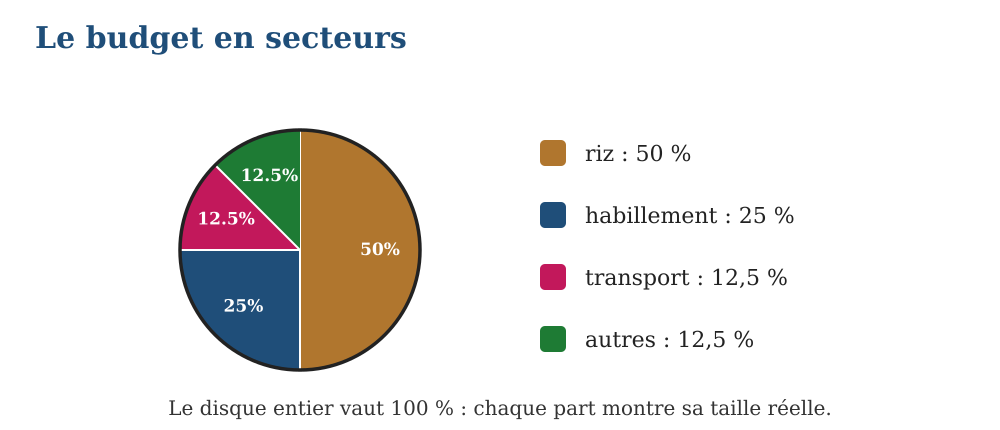 Le budget en secteurs
12.5%
12.5%
50%
25%
riz : 50 %
habillement : 25 %
transport : 12,5 %
autres : 12,5 %
Le disque entier vaut 100 % : chaque part montre sa taille réelle.